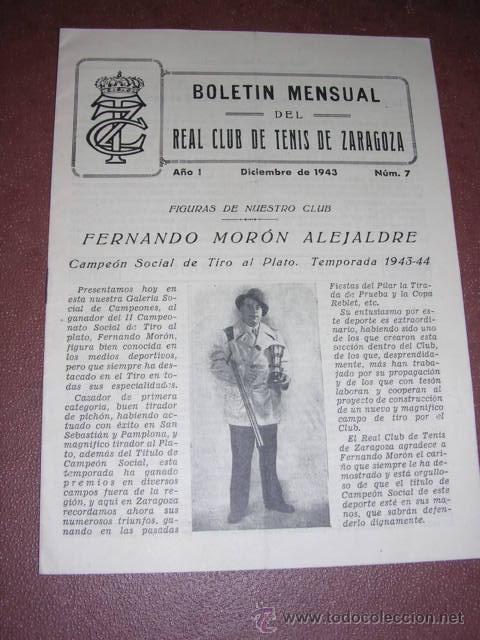 BOLETIN MENSUAL
DEL
REAL CLUB DE TENIS DE ZARAGOZA
Año I Diciembre de 1943 Núm. 7
FIGURAS DE NUESTRO CLUB
FERNANDO MORÓN ALEJALDRE
Campeón Social de Tiro al Plato. Temporada 1943-44
Presentamos hoy en
esta nuestra Galería So-
cial de Campeones, al
ganador del II Campeo-
nato Social de Tiro al
plato, Fernando Morón,
figura bien conocida en
los medios deportivos,
pero que siempre ha des-
tacado en el Tiro en to-
das sus especialidades.
Cazador de primera
categoría, buen tirador
de pichón, habiendo ac-
tuado con éxito en San
Sebastián y Pamplona, y
magnífico tirador al Pla-
to, además del Título de
Campeón Social, esta
temporada ha ganado
premios en diversos
campos fuera de la re-
gión, y aquí en Zaragoza
recordamos ahora sus
numerosos triunfos, ga-
nando en las pasadas
Fiestas del Pilar la Tira-
da de Prueba y la Copa
Reblet, etc.
Su entusiasmo por es-
te deporte es extraordi-
nario, habiendo sido uno
de los que crearon esta
sección dentro del Club,
de los que, desprendida-
mente, más han traba-
jado por su propagación
y de los que con tesón
laboran y cooperan al
proyecto de construcción
de un nuevo y magnífico
campo de tiro por el
Club.
El Real Club de Tenis
de Zaragoza agradece a
Fernando Morón el cari-
ño que siempre le ha de-
mostrado y está orgullo-
so de que el título de
Campeón Social de este
deporte esté en sus ma-
nos, que sabrán defen-
derlo dignamente.
www.todocoleccion.net